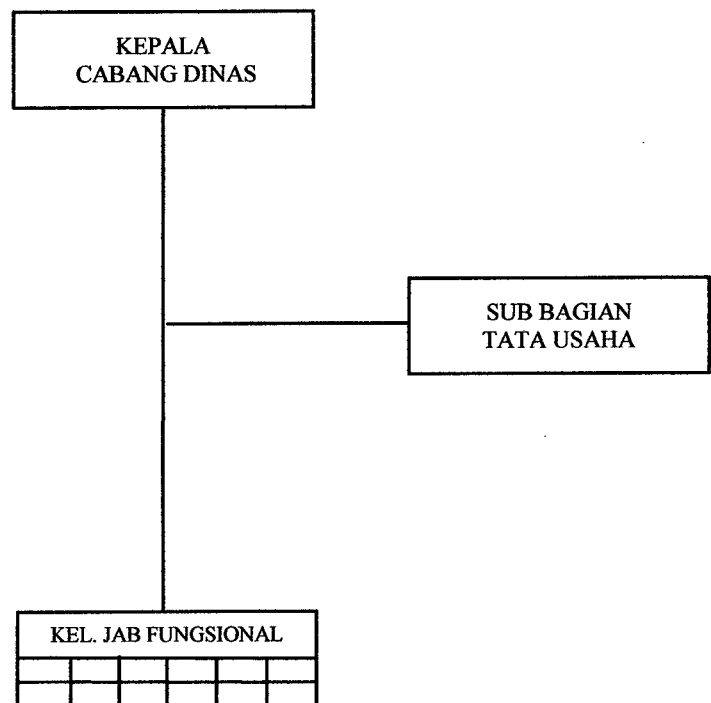 KEPALA
CABANG DINAS
SUB BAGIAN
TATA USAHA
KEL. JAB FUNGSIONAL